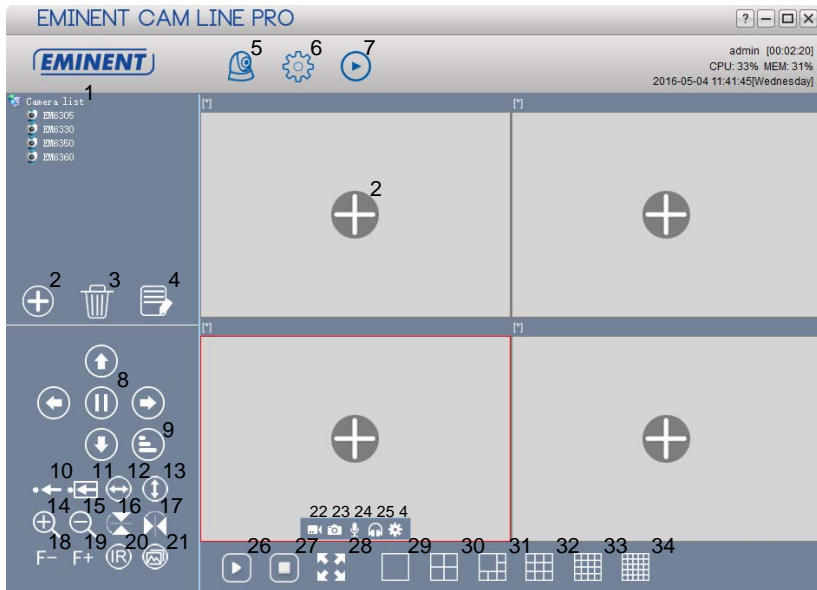 EMINENT CAM LINE PRO
?
EMINENT
5 6 7
admin [00:02:20]
CPU: 33% MEM: 31%
2016-05-04 11:41:45[Wednesday]
1
Camera list
EM6305
EM6330
EM6350
EM6360
[*] [*]
2
2 3 4
[*] [*]
8
9
10 11 12 13
14 15 16 17
18 19 20 21
F- F+ IR
22 23 24 25 4
26 27 28 29 30 31 32 33 34